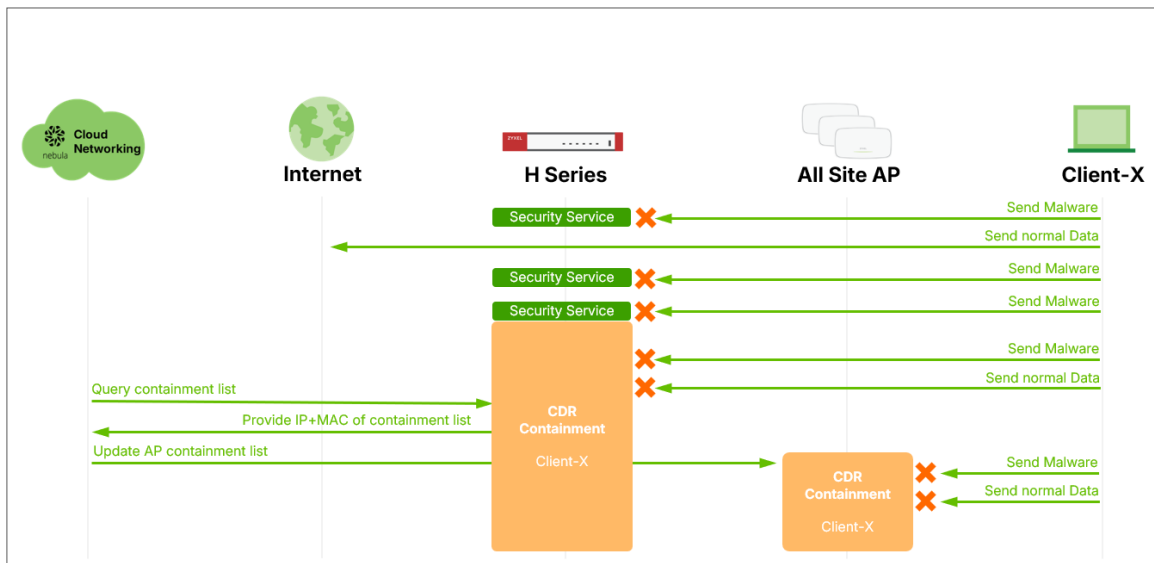 nebula
Cloud
Networking
Internet
ZYXEL
H Series
All Site AP
Client-X
Security Service
Send Malware
Send normal Data
Security Service
Send Malware
Security Service
Send Malware
Send Malware
Send normal Data
Query containment list
Provide IP+MAC of containment list
Update AP containment list
CDR
Containment
Client-X
CDR
Containment
Client-X
Send Malware
Send normal Data